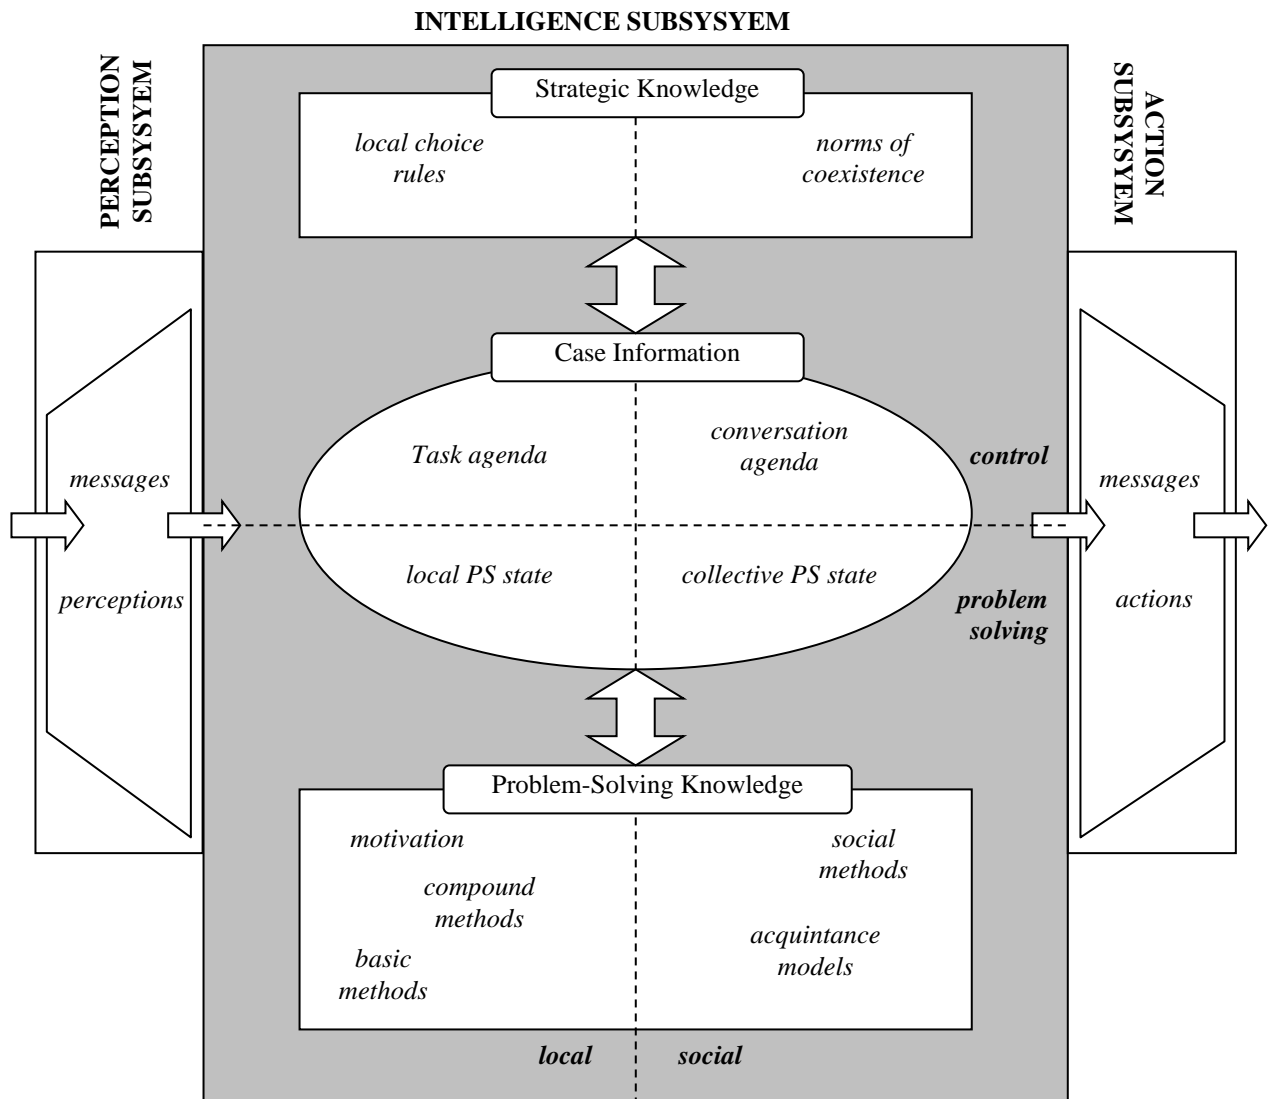 INTELLIGENCE SUBSYSYEM
PERCEPTION
SUBSYSYEM
ACTION
SUBSYSYEM
Strategic Knowledge
local choice
rules
norms of
coexistence
Case Information
Task agenda
conversation
agenda
control
messages
messages
local PS state
collective PS state
perceptions
problem
solving
actions
Problem-Solving Knowledge
motivation
social
methods
compound
methods
acquintance
models
basic
methods
local
social